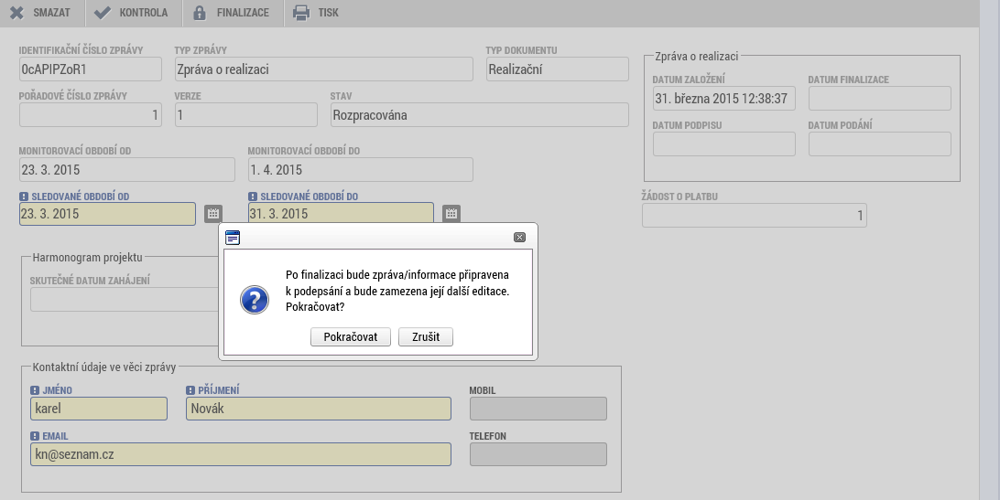 SMAZAT KONTROLA FINALIZACE TISK
IDENTIFIKAČNÍ ČÍSLO ZPRÁVY TYP ZPRÁVY TYP DOKUMENTU
0cAPIPZoR1 Zpráva o realizaci Realizační
POŘADOVÉ ČÍSLO ZPRÁVY VERZE STAV
1 1 Rozpracována
Zpráva o realizaci
DATUM ZALOŽENÍ DATUM FINALIZACE
31. března 2015 12:38:37
DATUM PODPISU DATUM PODÁNÍ
MONITOROVACÍ OBDOBÍ OD MONITOROVACÍ OBDOBÍ DO
23. 3. 2015 1. 4. 2015
SLEDOVANÉ OBDOBÍ OD SLEDOVANÉ OBDOBÍ DO
23. 3. 2015 31. 3. 2015
ŽÁDOST O PLATBU
1
Harmonogram projektu
SKUTEČNÉ DATUM ZAHÁJENÍ
Po finalizaci bude zpráva/informace připravena
k podepsání a bude zamezena její další editace.
Pokračovat?
Pokračovat Zrušit
Kontaktní údaje ve věci zprávy
JMÉNO PŘÍJMENÍ MOBIL
karel Novák
EMAIL TELEFON
kn@seznam.cz